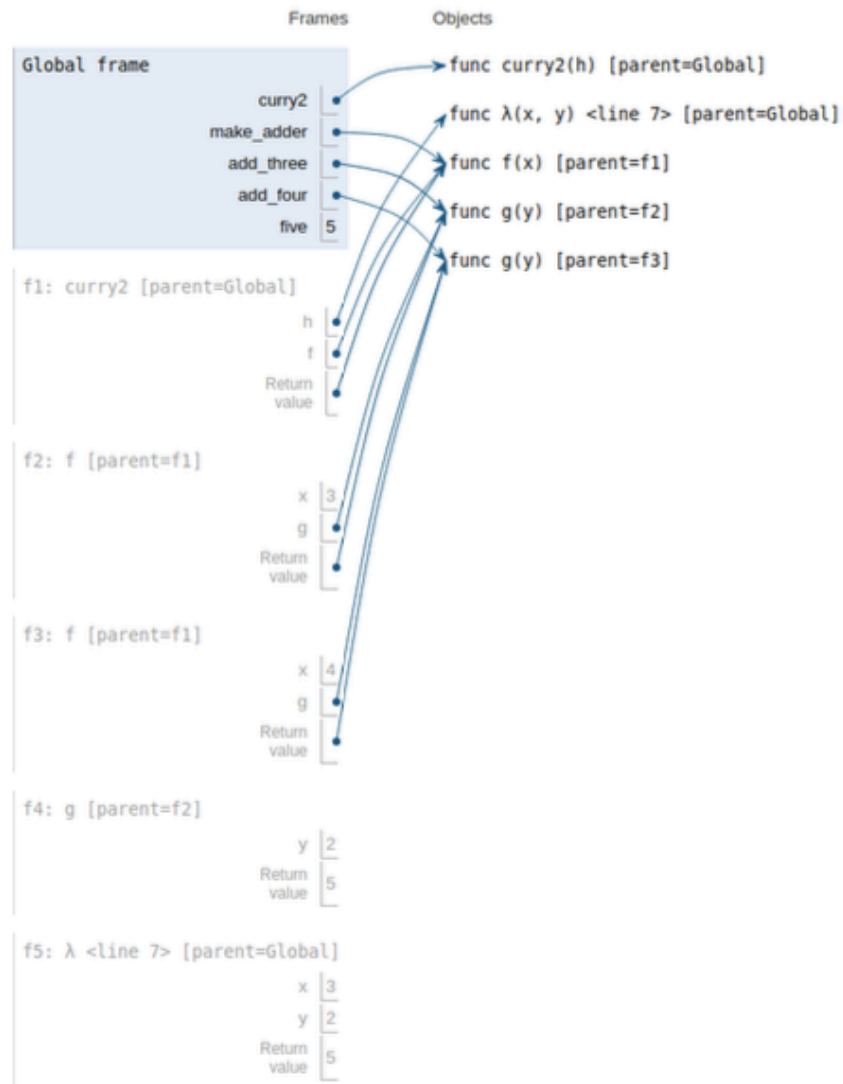 Frames Objects
Global frame
func curry2(h) [parent=Global]
curry2
func λ(x, y) <line 7> [parent=Global]
make_adder
add_three
func f(x) [parent=f1]
add_four
func g(y) [parent=f2]
five 5
func g(y) [parent=f3]
f1: curry2 [parent=Global]
h
f
Return
value
f2: f [parent=f1]
x 3
g
Return
value
f3: f [parent=f1]
x 4
g
Return
value
f4: g [parent=f2]
y 2
Return
value 5
f5: λ <line 7> [parent=Global]
x 3
y 2
Return
value 5